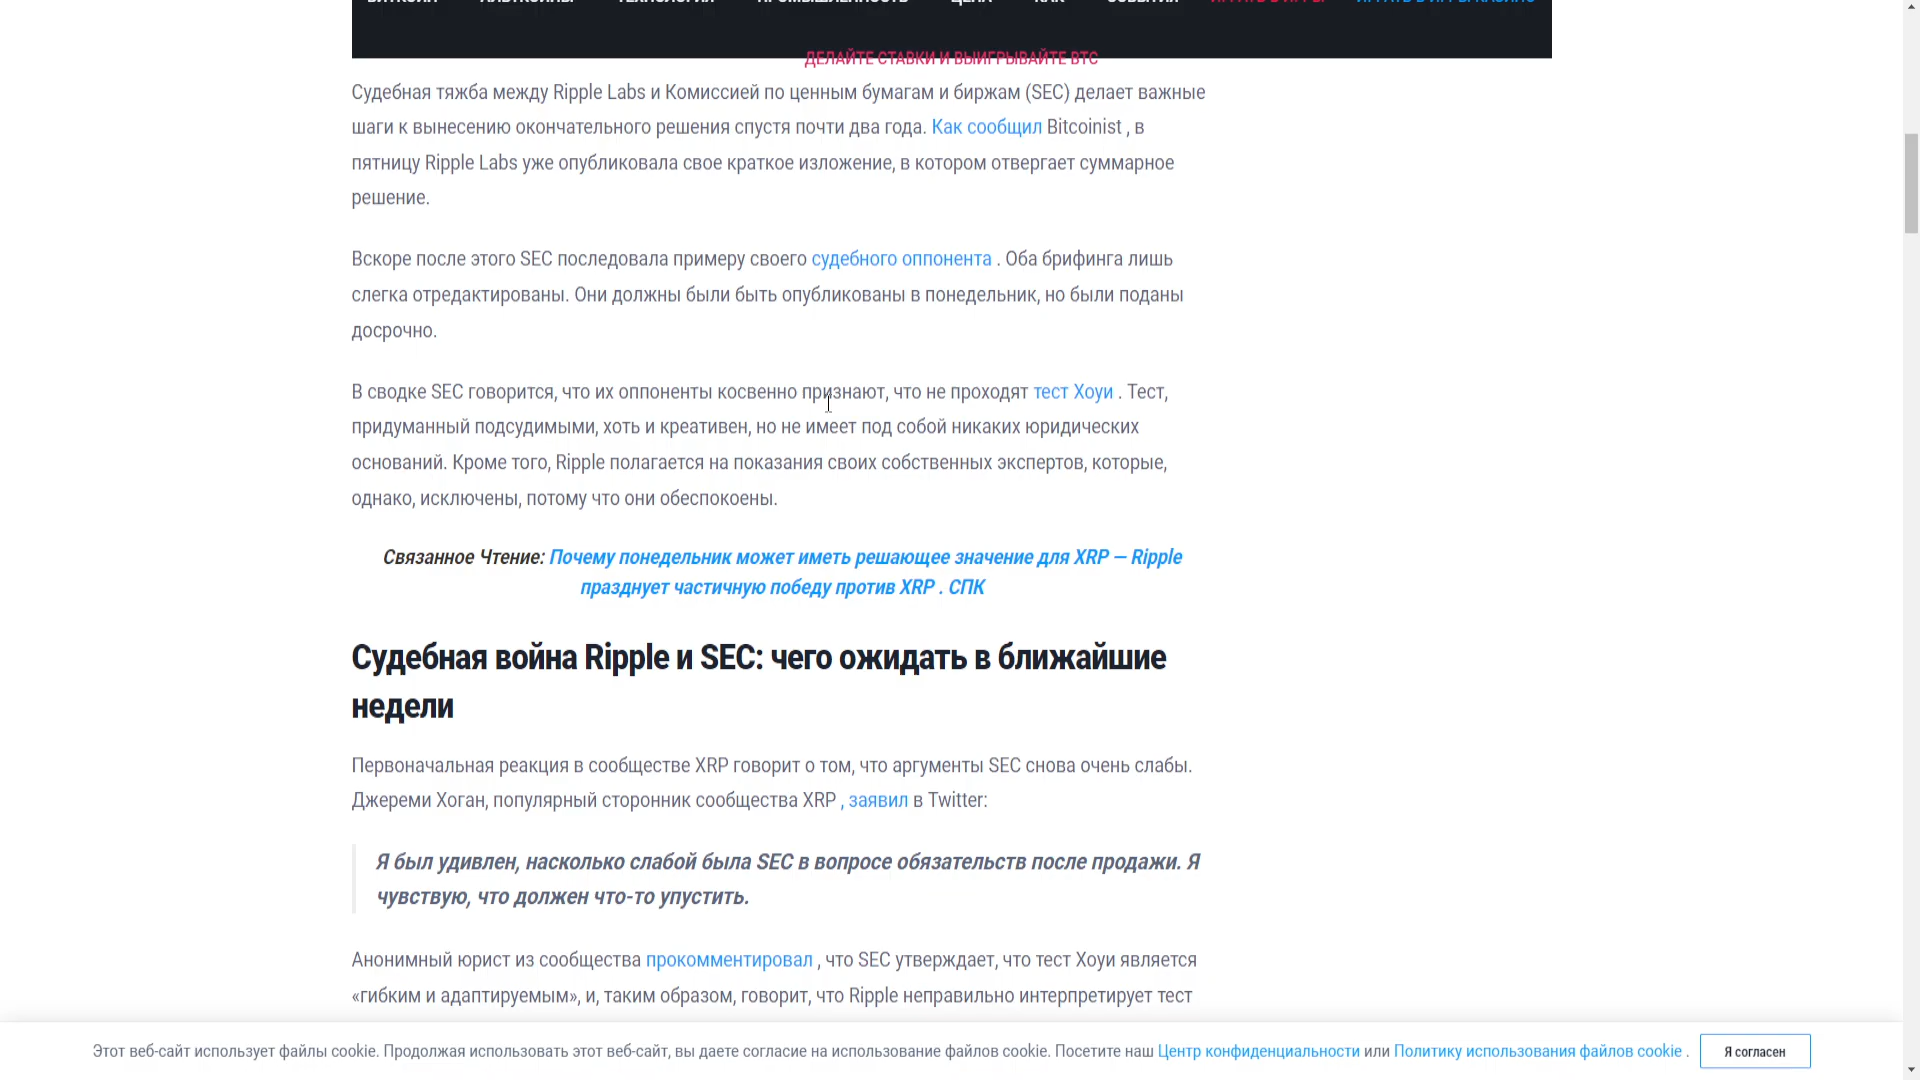 БИТКОЙН АЛЬТКОЙНЫ ТЕХНОЛОГИЯ ПРОМЫШЛЕННОСТЬ ЦЕНА КАК СОБЫТИЯ
ДЕЛАЙТЕ СТАВКИ И ВЫИГРЫВАЙТЕ BTC
Судебная тяжба между Ripple Labs и Комиссией по ценным бумагам и биржам (SEC) делает важные
шаги к вынесению окончательного решения спустя почти два года. Как сообщил Bitcoinist , в
пятницу Ripple Labs уже опубликовала свое краткое изложение, в котором отвергает суммарное
решение.
Вскоре после этого SEC последовала примеру своего судебного оппонента . Оба брифинга лишь
слегка отредактированы. Они должны были быть опубликованы в понедельник, но были поданы
досрочно.
В сводке SEC говорится, что их оппоненты косвенно признают, что не проходят тест Хоуи . Тест,
придуманный подсудимыми, хоть и креативен, но не имеет под собой никаких юридических
оснований. Кроме того, Ripple полагается на показания своих собственных экспертов, которые,
однако, исключены, потому что они обеспокоены.
Связанное Чтение: Почему понедельник может иметь решающее значение для XRP – Ripple
празднует частичную победу против XRP . СПК
Судебная война Ripple и SEC: чего ожидать в ближайшие
недели
Первоначальная реакция в сообществе XRP говорит о том, что аргументы SEC снова очень слабы.
Джереми Хоган, популярный сторонник сообщества XRP , заявил в Twitter:
Я был удивлен, насколько слабой была SEC в вопросе обязательств после продажи. Я
чувствую, что должен что-то упустить.
Анонимный юрист из сообщества прокомментировал , что SEC утверждает, что тест Хоуи является
«гибким и адаптируемым», и, таким образом, говорит, что Ripple неправильно интерпретирует тест
Этот веб-сайт использует файлы cookie. Продолжая использовать этот веб-сайт, вы даете согласие на использование файлов cookie. Посетите наш Центр конфиденциальности или Политику использования файлов cookie .
Я согласен